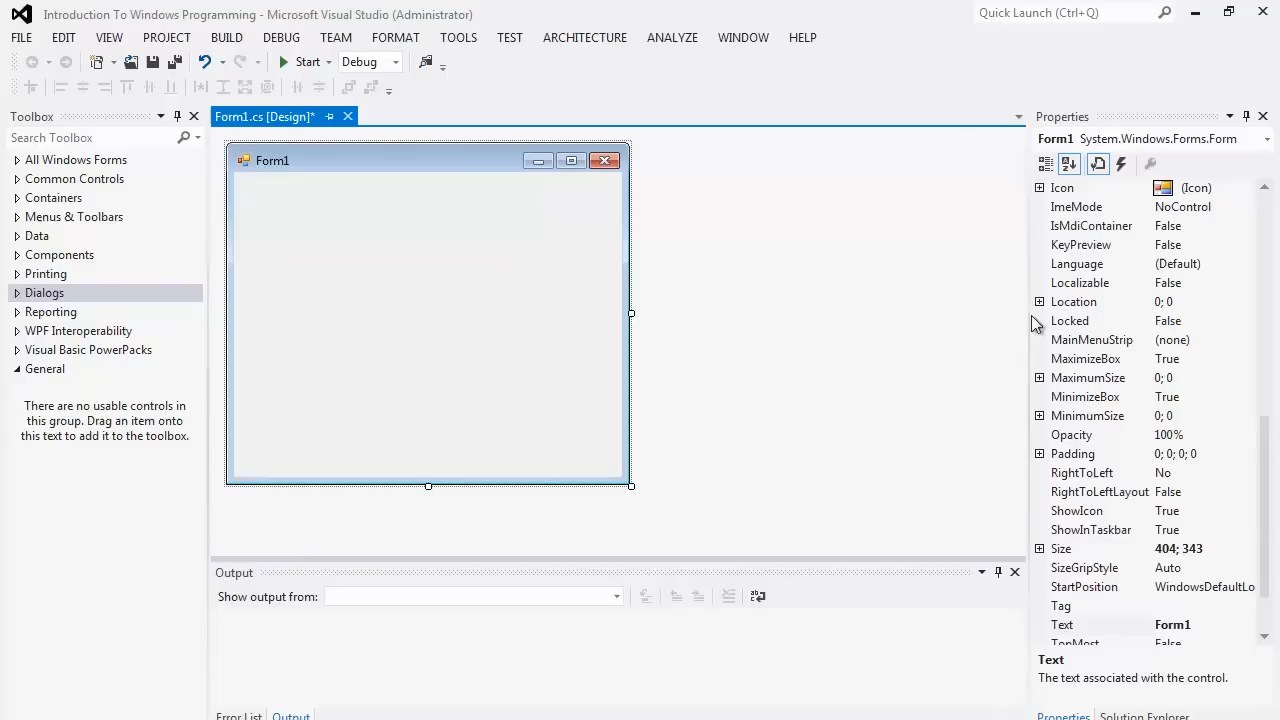 Introduction To Windows Programming - Microsoft Visual Studio (Administrator)
Quick Launch (Ctrl+Q)
FILE EDIT VIEW PROJECT BUILD DEBUG TEAM FORMAT TOOLS TEST ARCHITECTURE ANALYZE WINDOW HELP
Start Debug
Toolbox
Search Toolbox
All Windows Forms
Common Controls
Containers
Menus & Toolbars
Data
Components
Printing
Dialogs
Reporting
WPF Interoperability
Visual Basic PowerPacks
General
There are no usable controls in
this group. Drag an item onto
this text to add it to the toolbox.
Form1.cs [Design]*
Form1
Output
Show output from:
Error List Output
Properties
Form1 System.Windows.Forms.Form
Icon (Icon)
ImeMode NoControl
IsMdiContainer False
KeyPreview False
Language (Default)
Localizable False
Location 0; 0
Locked False
MainMenuStrip (none)
MaximizeBox True
MaximumSize 0; 0
MinimizeBox True
MinimumSize 0; 0
Opacity 100%
Padding 0; 0; 0; 0
RightToLeft No
RightToLeftLayout False
ShowIcon True
ShowInTaskbar True
Size 404; 343
SizeGripStyle Auto
StartPosition WindowsDefaultLo
Tag
Text Form1
TopMost False
Text
The text associated with the control.
Properties Solution Explorer